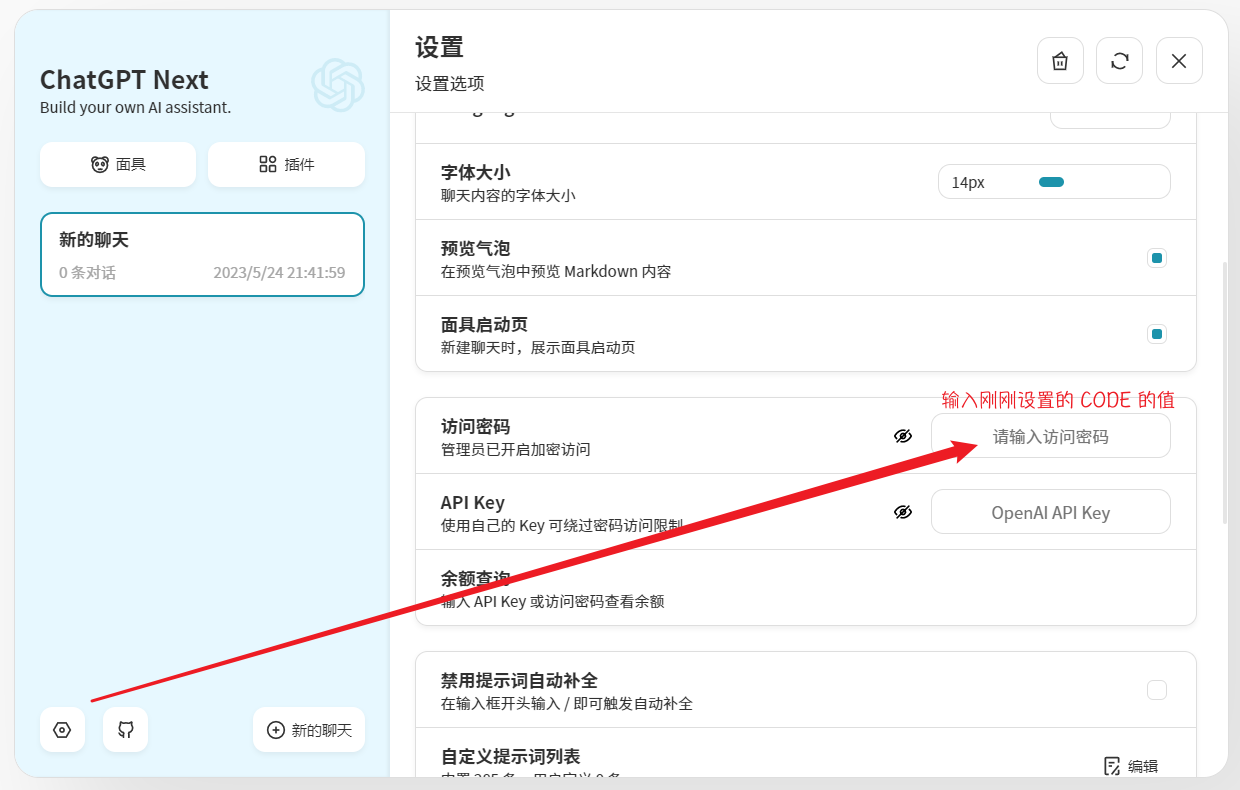 ChatGPT Next
Build your own AI assistant.
面具
插件
新的聊天
0 条对话
2023/5/24 21:41:59
新的聊天
设置
设置选项
字体大小
聊天内容的字体大小
14px
预览气泡
在预览气泡中预览 Markdown 内容
面具启动页
新建聊天时，展示面具启动页
输入刚刚设置的 CODE 的值
访问密码
管理员已开启加密访问
请输入访问密码
API Key
使用自己的 Key 可绕过密码访问限制
OpenAI API Key
余额查询
输入 API Key 或访问密码查看余额
禁用提示词自动补全
在输入框开头输入 / 即可触发自动补全
自定义提示词列表
编辑